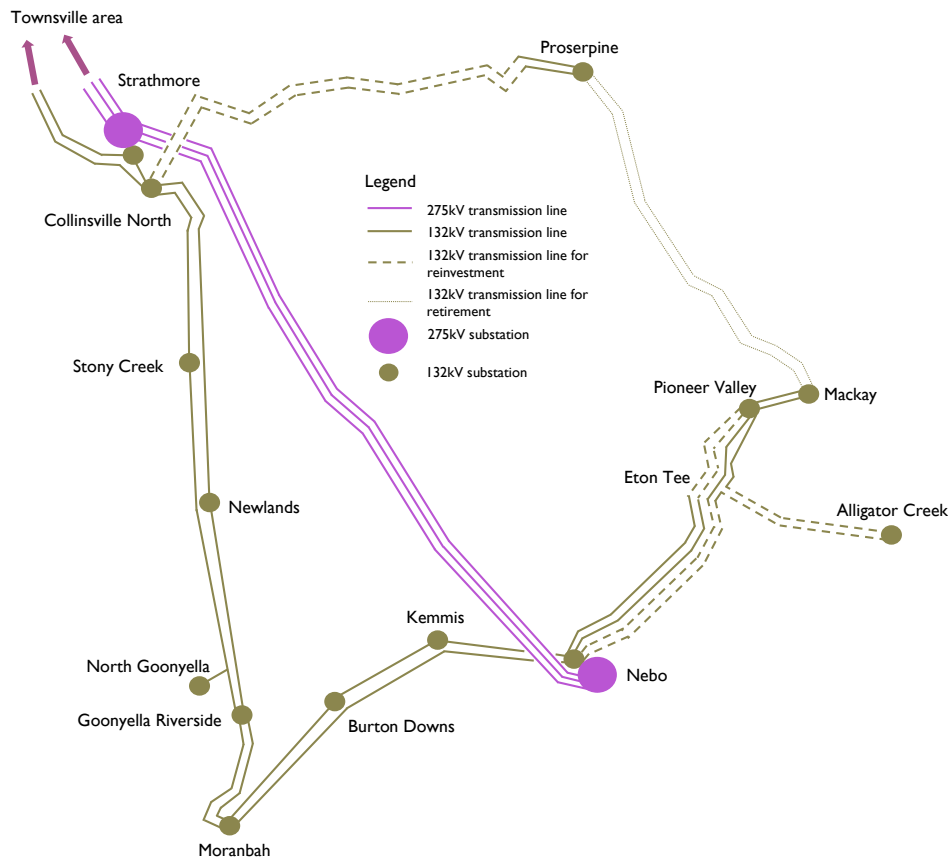 Townsville area
Proserpine
Strathmore
Legend
275kV transmission line
132kV transmission line
132kV transmission line for
reinvestment
132kV transmission line for
retirement
275kV substation
132kV substation
Collinsville North
Stony Creek
Pioneer Valley
Mackay
Eton Tee
Newlands
Alligator Creek
Kemmis
North Goonyella
Nebo
Goonyella Riverside
Burton Downs
Moranbah